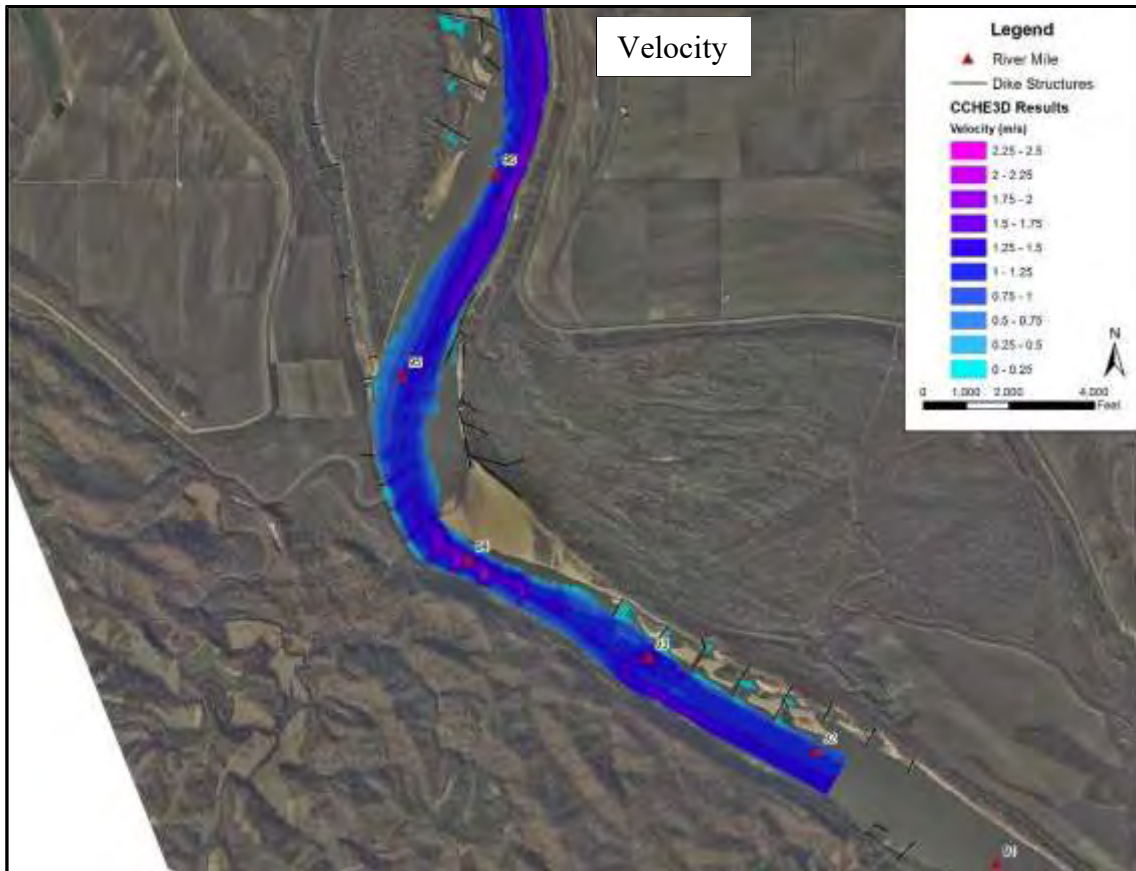 Velocity
Legend
River Mile
Dike Structures
CCHE3D Results
Velocity (m/s)
2.25 - 2.5
2 - 2.25
1.75 - 2
1.5 - 1.75
1.25 - 1.5
1 - 1.25
0.75 - 1
0.5 - 0.75
0.25 - 0.5
0 - 0.25
N
0 1,000 2,000 4,000
Feet
95